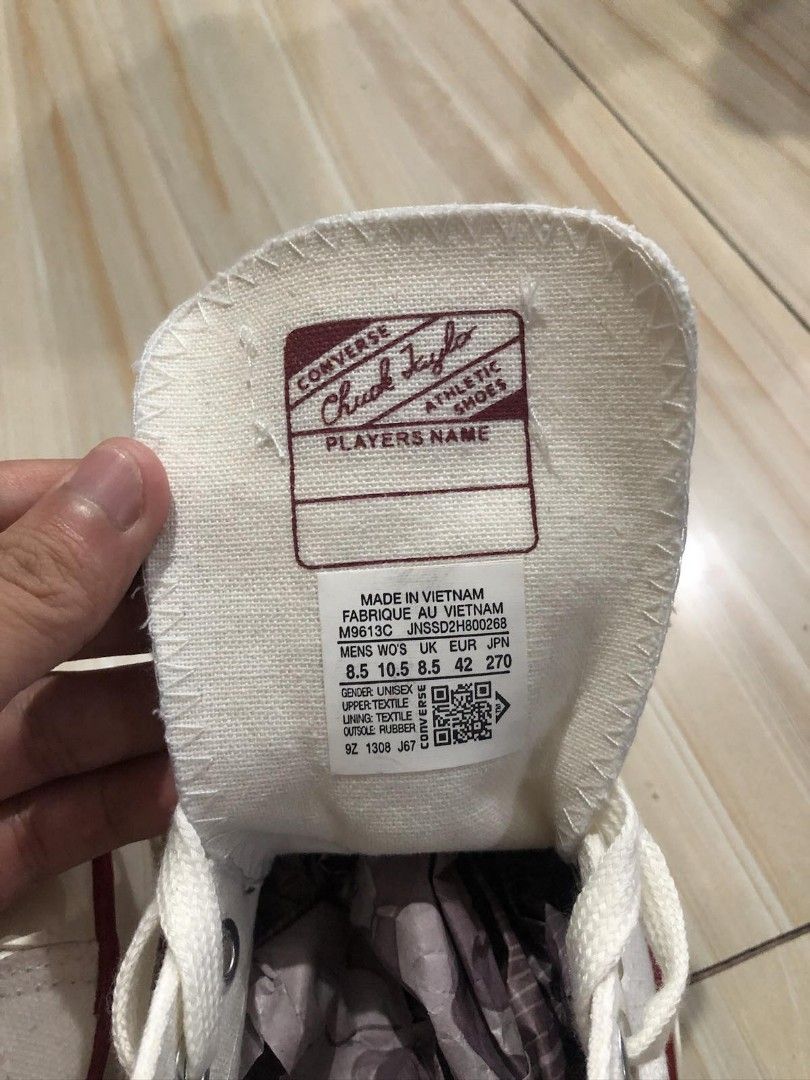 CONVERSE
Chuck Taylor
ATHLETIC
SHOES
PLAYERS NAME
MADE IN VIETNAM
FABRIQUE AU VIETNAM
M9613C JNSSD2H800268
MENS WO'S UK EUR JPN
8.5 10.5 8.5 42 270
GENDER: UNISEX
UPPER: TEXTILE
LINING: TEXTILE
OUTSOLE: RUBBER
CONVERSE
9Z 1308 J67